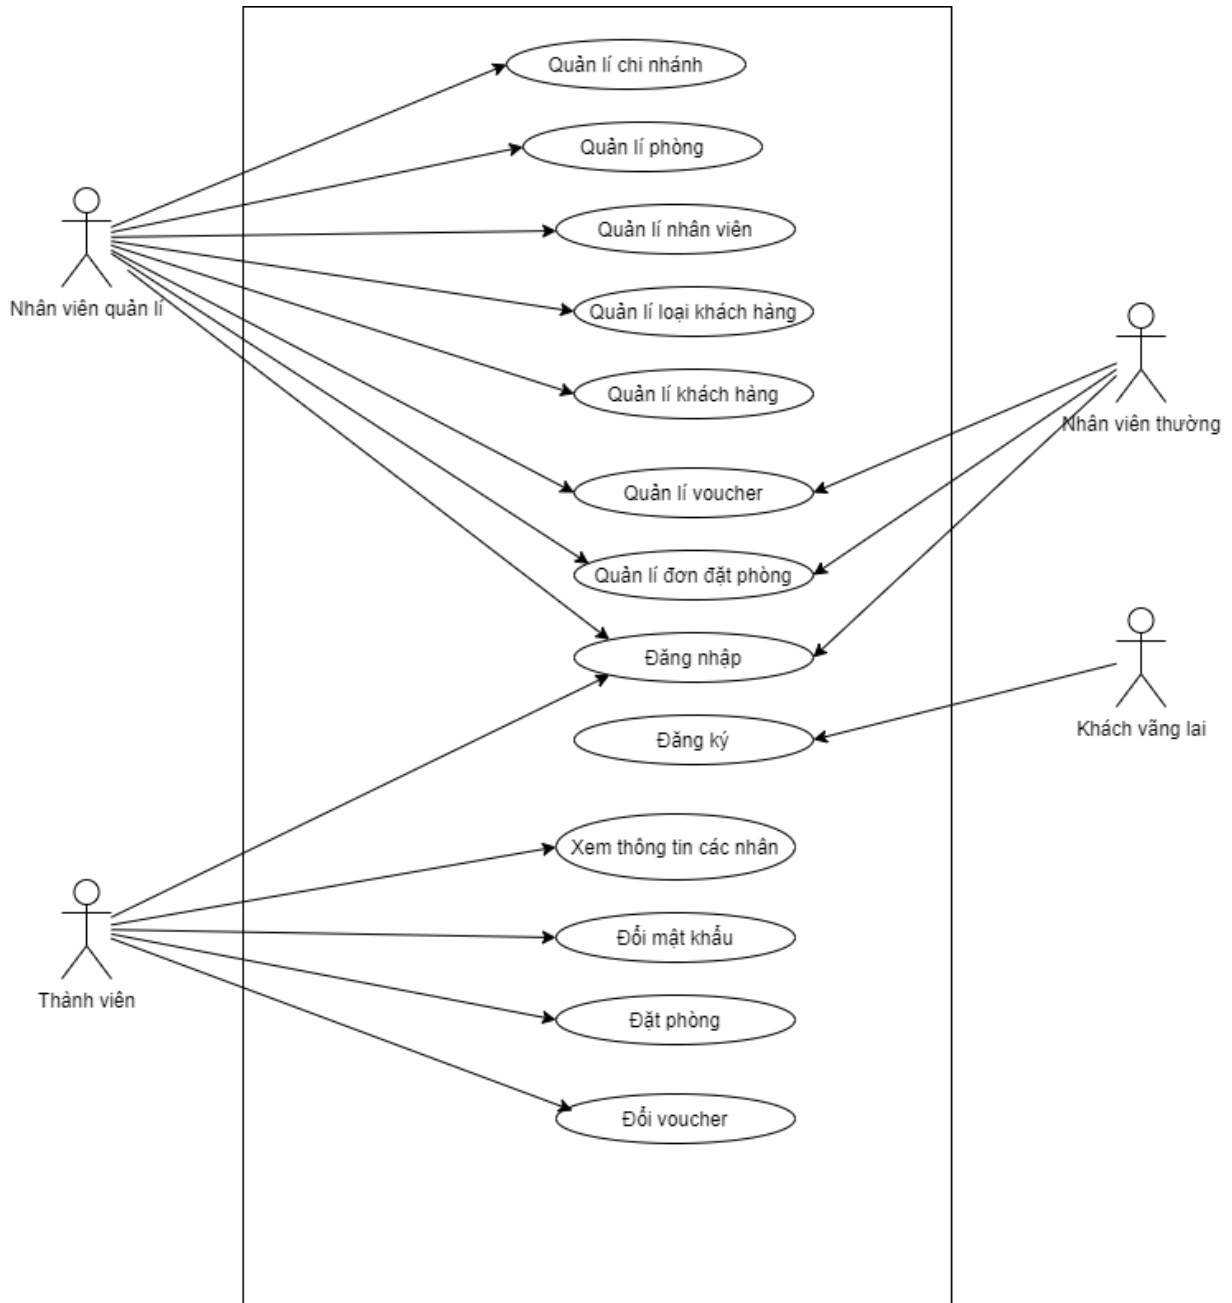 Quản lí chi nhánh
Quản lí phòng
Quản lí nhân viên
Nhân viên quản lí
Quản lí loại khách hàng
Quản lí khách hàng
Nhân viên thường
Quản lí voucher
Quản lí đơn đặt phòng
Đăng nhập
Khách vãng lai
Đăng ký
Xem thông tin các nhân
Đổi mật khẩu
Thành viên
Đặt phòng
Đổi voucher